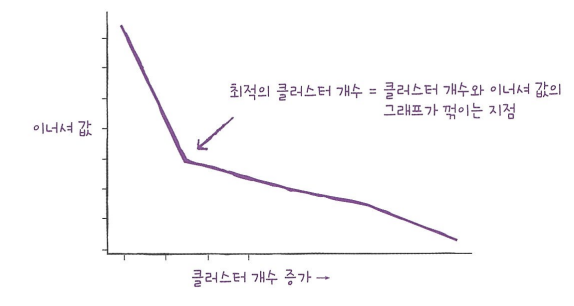 최적의 클러스터 개수 = 클러스터 개수와 이너셔 값의
그래프가 꺾이는 지점
이너셔 값
클러스터 개수 증가 →